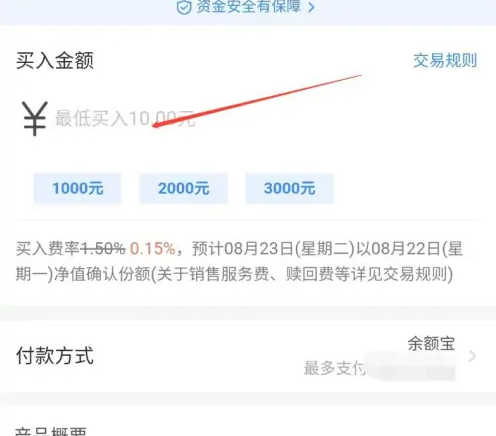 资金安全有保障
买入金额 交易规则
¥ 最低买入10.00元
1000元 2000元 3000元
买入费率1.50% 0.15%，预计08月23日(星期二)以08月22日(星
期一)净值确认份额(关于销售服务费、赎回费等详见交易规则)
付款方式 余额宝
最多支付
产品概要